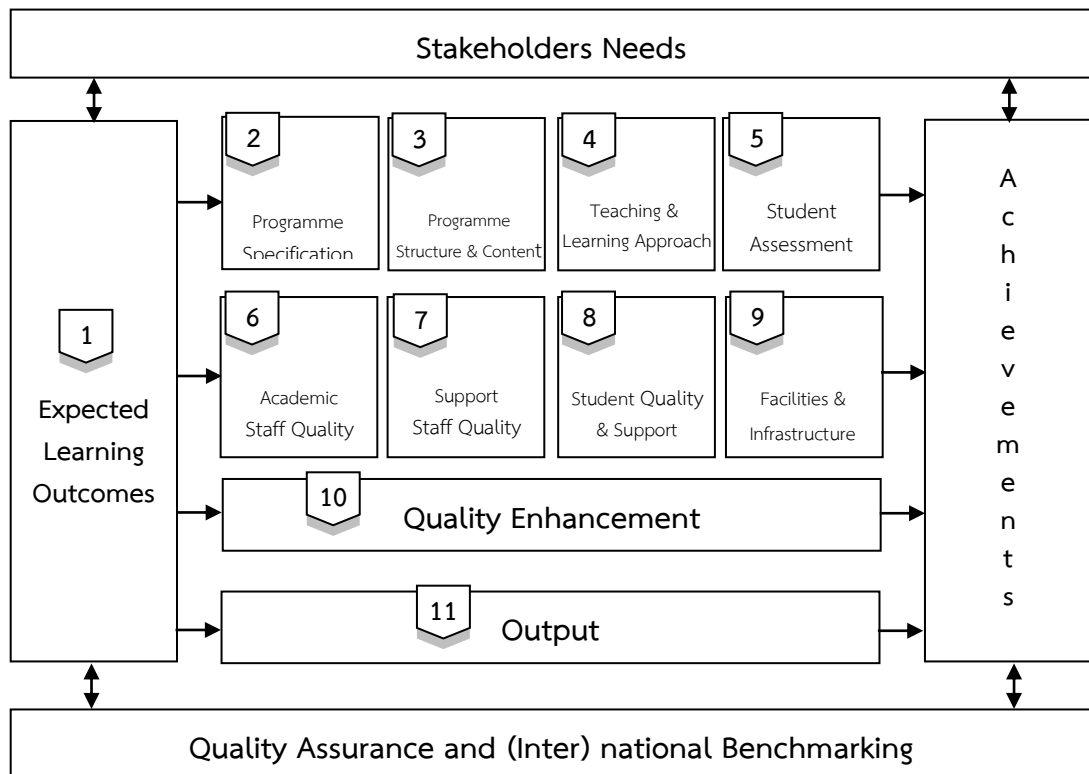 Stakeholders Needs
2
Programme
Specification
3
Programme
Structure & Content
4
Teaching &
Learning Approach
5
Student
Assessment
1
Expected
Learning
Outcomes
6
Academic
Staff Quality
7
Support
Staff Quality
8
Student Quality
& Support
9
Facilities &
Infrastructure
10
Quality Enhancement
11
Output
A
c
h
i
e
v
e
m
e
n
t
s
Quality Assurance and (Inter) national Benchmarking